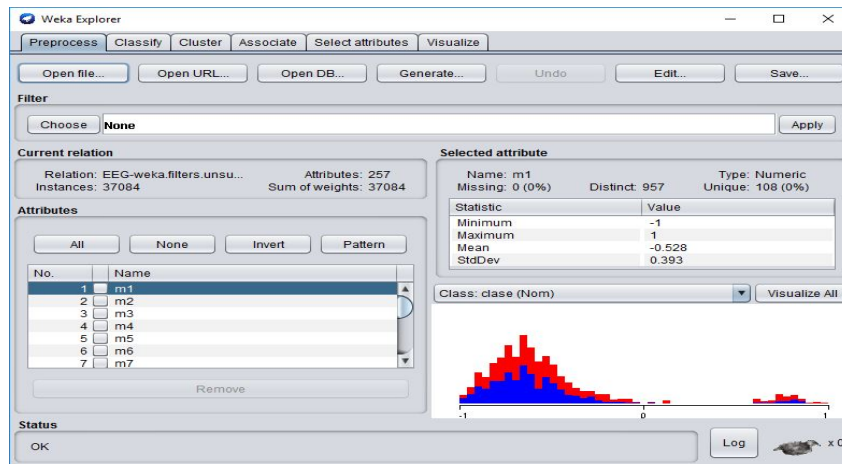 Weka Explorer
Preprocess Classify Cluster Associate Select attributes Visualize
Open file... Open URL... Open DB... Generate... Undo Edit... Save...
Filter
Choose None Apply
Current relation
Relation: EEG-weka.filters.unsu... Attributes: 257
Instances: 37084 Sum of weights: 37084
Selected attribute
Name: m1 Type: Numeric
Missing: 0 (0%) Distinct: 957 Unique: 108 (0%)
Statistic Value
Minimum -1
Maximum 1
Mean -0.528
StdDev 0.393
Attributes
All None Invert Pattern
No. Name
1 m1
2 m2
3 m3
4 m4
5 m5
6 m6
7 m7
Remove
Class: clase (Nom) Visualize All
-1 0 1
Status
OK
Log x 0